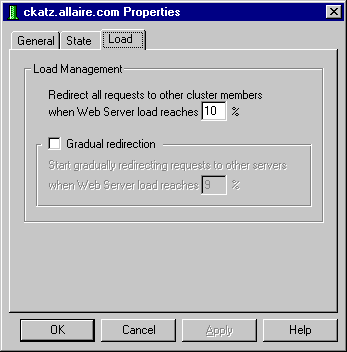 ckatz.allaire.com Properties
General State Load
Load Management
Redirect all requests to other cluster members
when Web Server load reaches 10 %
Gradual redirection
Start gradually redirecting requests to other servers
when Web Server load reaches 9 %
OK Cancel Apply Help